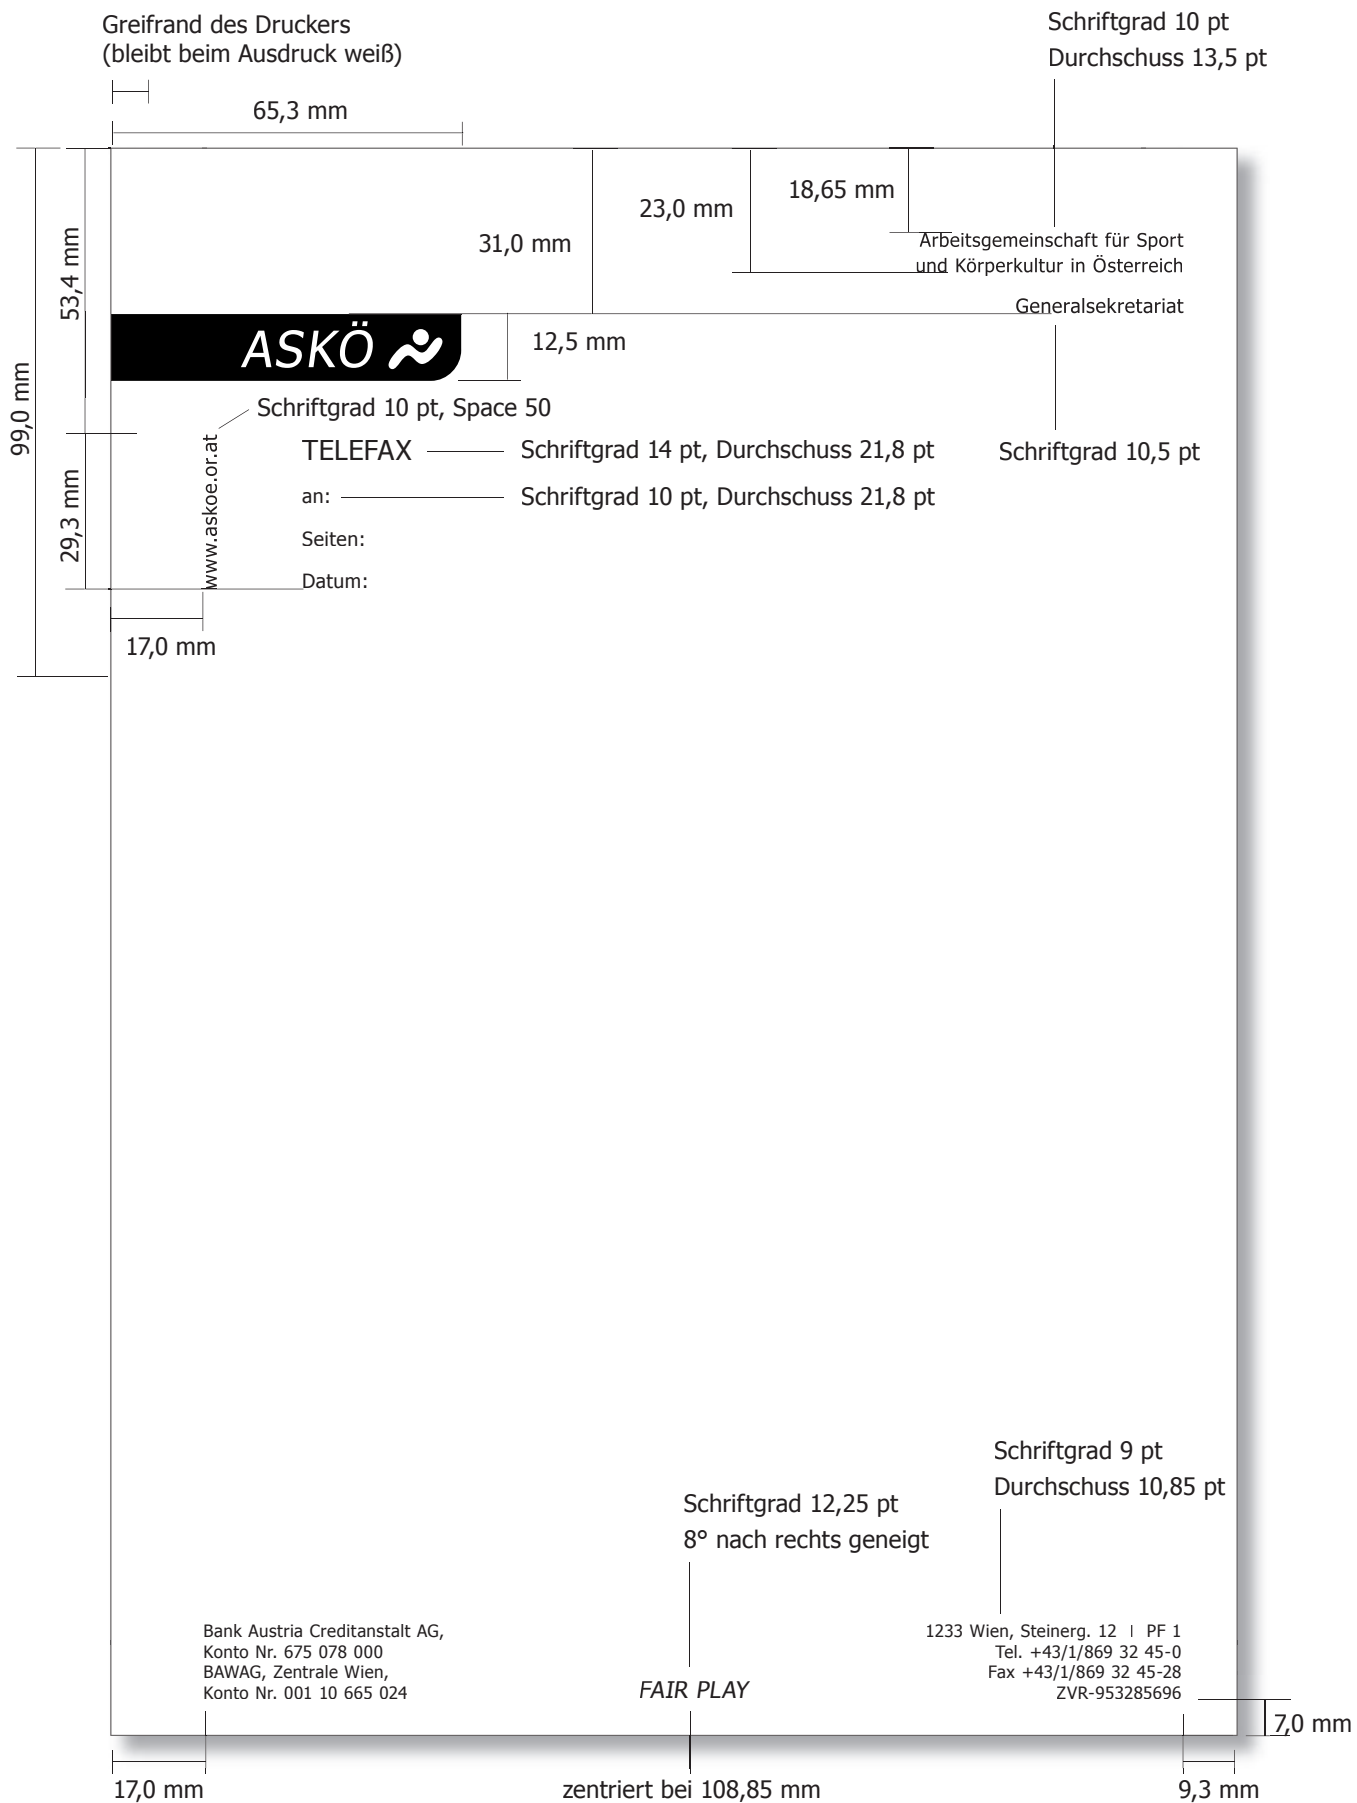 Greifrand des Druckers
(bleibt beim Ausdruck weiß)
Schriftgrad 10 pt
Durchschuss 13,5 pt
65,3 mm
18,65 mm
23,0 mm
31,0 mm
53,4 mm
99,0 mm
29,3 mm
Arbeitsgemeinschaft für Sport
und Körperkultur in Österreich
Generalsekretariat
ASKÖ
12,5 mm
Schriftgrad 10 pt, Space 50
www.askoe.or.at
TELEFAX
Schriftgrad 14 pt, Durchschuss 21,8 pt
Schriftgrad 10,5 pt
an:
Schriftgrad 10 pt, Durchschuss 21,8 pt
Seiten:
Datum:
17,0 mm
Schriftgrad 9 pt
Durchschuss 10,85 pt
Schriftgrad 12,25 pt
8° nach rechts geneigt
Bank Austria Creditanstalt AG,
Konto Nr. 675 078 000
BAWAG, Zentrale Wien,
Konto Nr. 001 10 665 024
FAIR PLAY
1233 Wien, Steinerg. 12 | PF 1
Tel. +43/1/869 32 45-0
Fax +43/1/869 32 45-28
ZVR-953285696
7,0 mm
17,0 mm
zentriert bei 108,85 mm
9,3 mm